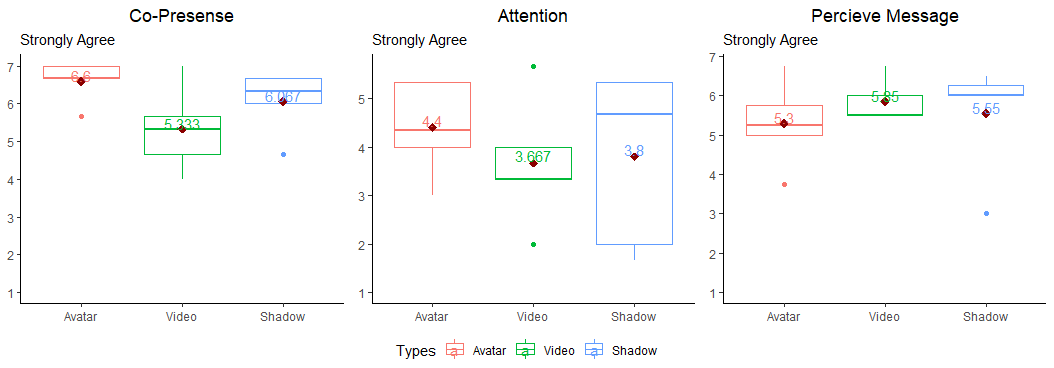 Co-Presense
Strongly Agree
7
6
5
4
3
2
1
6.6
5.333
6.067
Avatar Video Shadow
Attention
Strongly Agree
5
4
3
2
1
4.4
3.667
3.8
Avatar Video Shadow
Percieve Message
Strongly Agree
7
6
5
4
3
2
1
5.3
5.85
5.55
Avatar Video Shadow
Types a Avatar a Video a Shadow